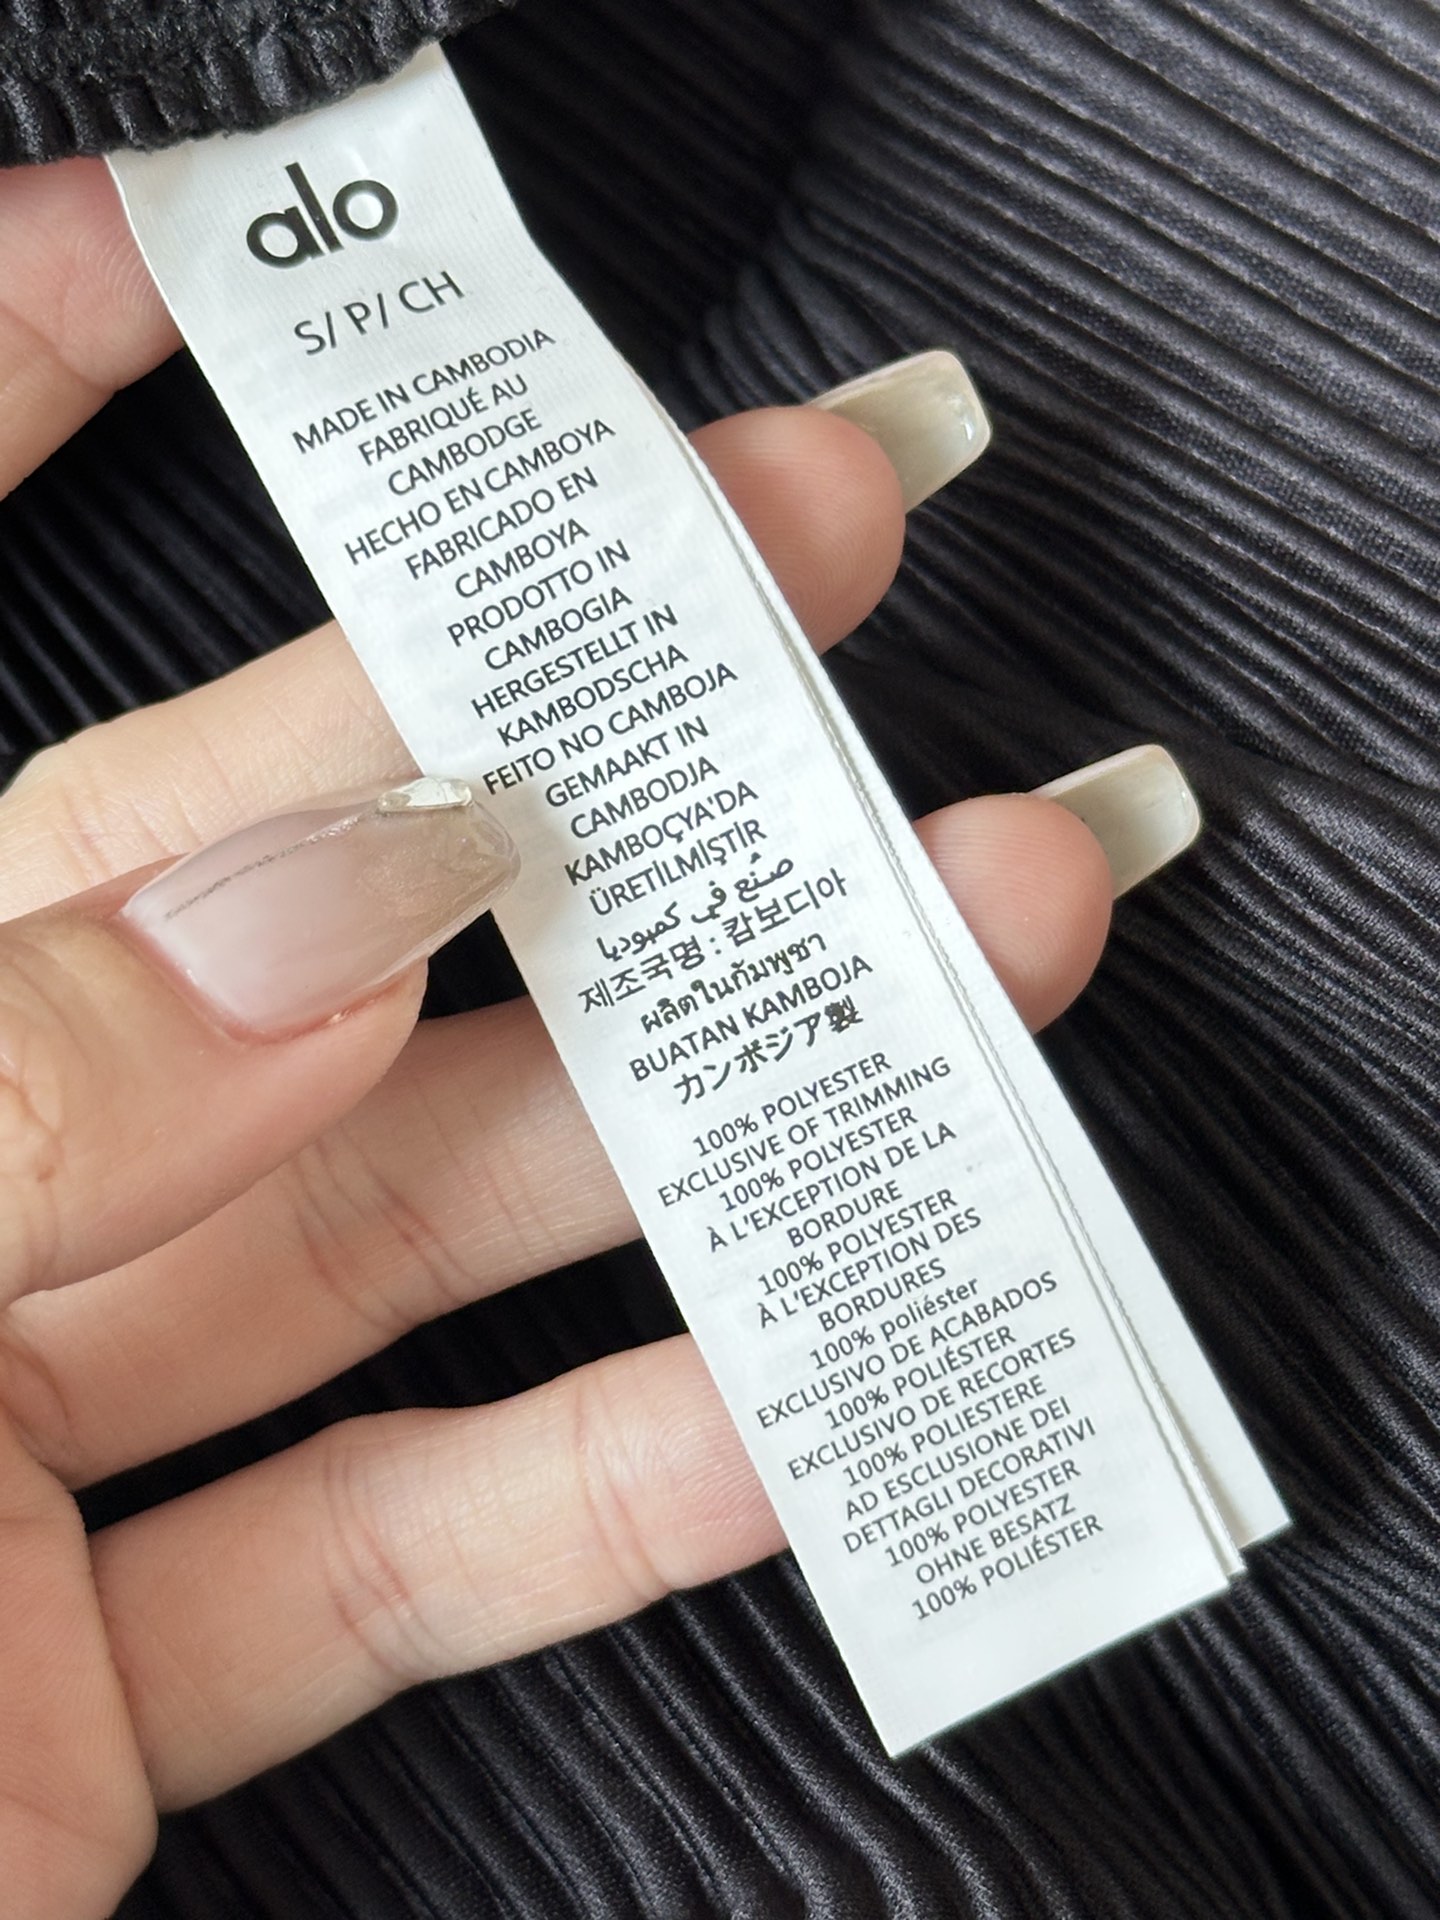 alo
S/ P/ CH
MADE IN CAMBODIA
FABRIQUÉ AU
CAMBODGE
HECHO EN CAMBOYA
FABRICADO EN
CAMBOYA
PRODOTTO IN
CAMBOGIA
HERGESTELLT IN
KAMBODSCHA
FEITO NO CAMBOJA
GEMAAKT IN
CAMBODJA
KAMBOÇYA'DA
ÜRETİLMİŞTİR
صنع في كمبوديا
제조국명 : 캄보디아
ผลิตในกัมพูชา
BUATAN KAMBOJA
カンボジア製
100% POLYESTER
EXCLUSIVE OF TRIMMING
100% POLYESTER
À L'EXCEPTION DE LA
BORDURE
100% POLYESTER
À L'EXCEPTION DES
BORDURES
100% poliéster
EXCLUSIVO DE ACABADOS
100% POLIÉSTER
EXCLUSIVO DE RECORTES
100% POLIESTERE
AD ESCLUSIONE DEI
DETTAGLI DECORATIVI
100% POLYESTER
OHNE BESATZ
100% POLIÉSTER